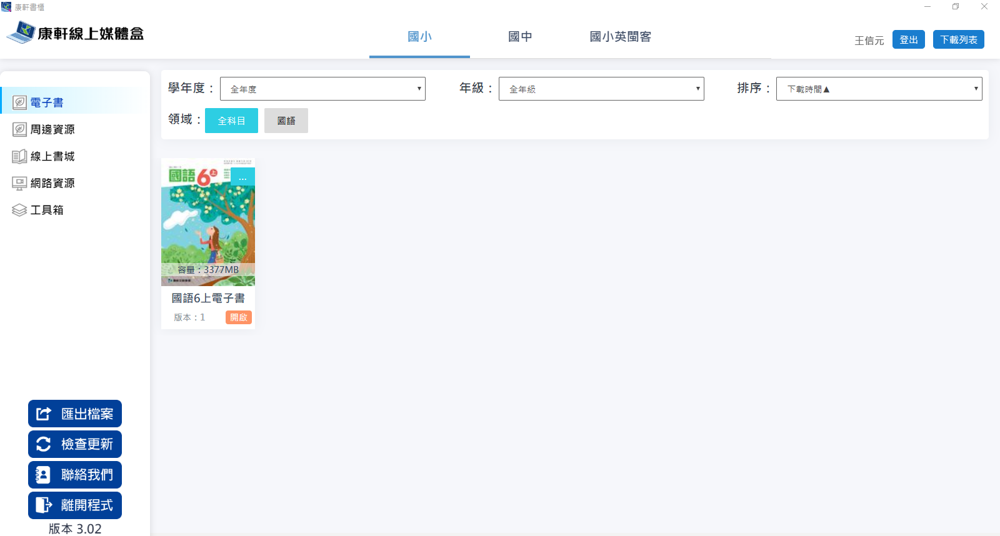 康軒書櫃
康軒線上媒體盒
國小 國中 國小英閩客
王信元 登出 下載列表
電子書
周邊資源
線上書城
網路資源
工具箱
學年度： 全年度 年級： 全年級 排序： 下載時間▲
領域： 全科目 國語
國語6上
...
容量：3377MB
國語6上電子書
版本：1 開啟
匯出檔案
檢查更新
聯絡我們
離開程式
版本 3.02